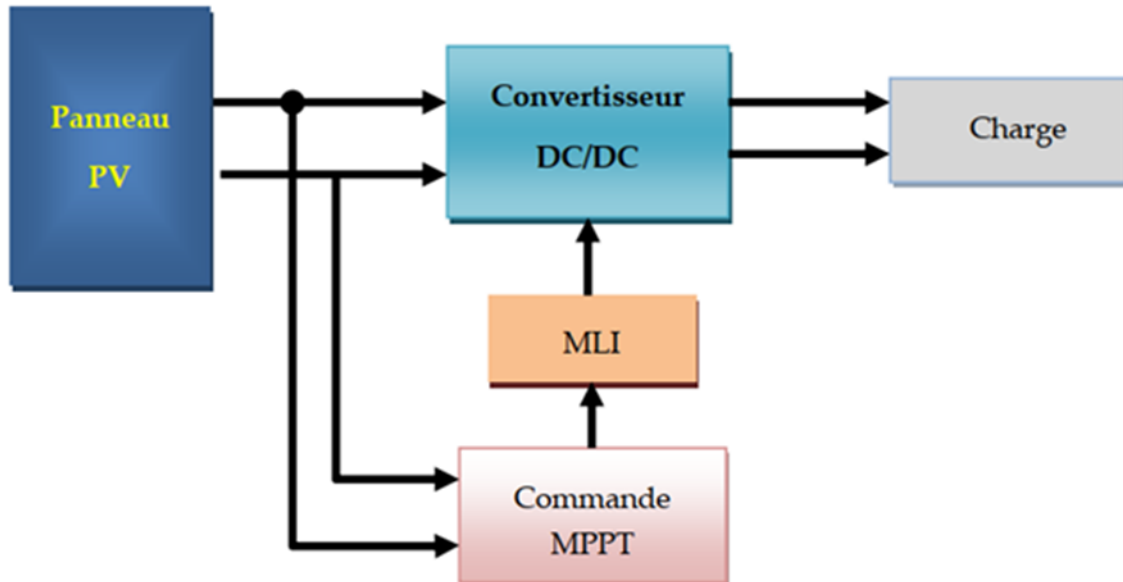 Panneau
PV
Convertisseur
DC/DC
Charge
MLI
Commande
MPPT